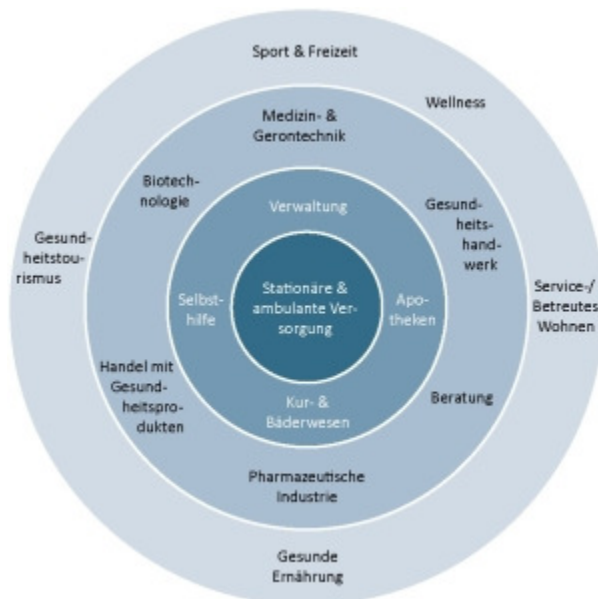 Sport & Freizeit
Wellness
Medizin- &
Gerontechnik
Biotech-
nologie
Verwaltung
Gesund-
heits-
hand-
werk
Gesund-
heitstou-
rismus
Selbst-
hilfe
Stationäre &
ambulante Ver-
sorgung
Apo-
theken
Service-/
Betreutes
Wohnen
Handel mit
Gesund-
heitspro-
dukten
Kur- &
Bäderwesen
Beratung
Pharmazeutische
Industrie
Gesunde
Ernährung